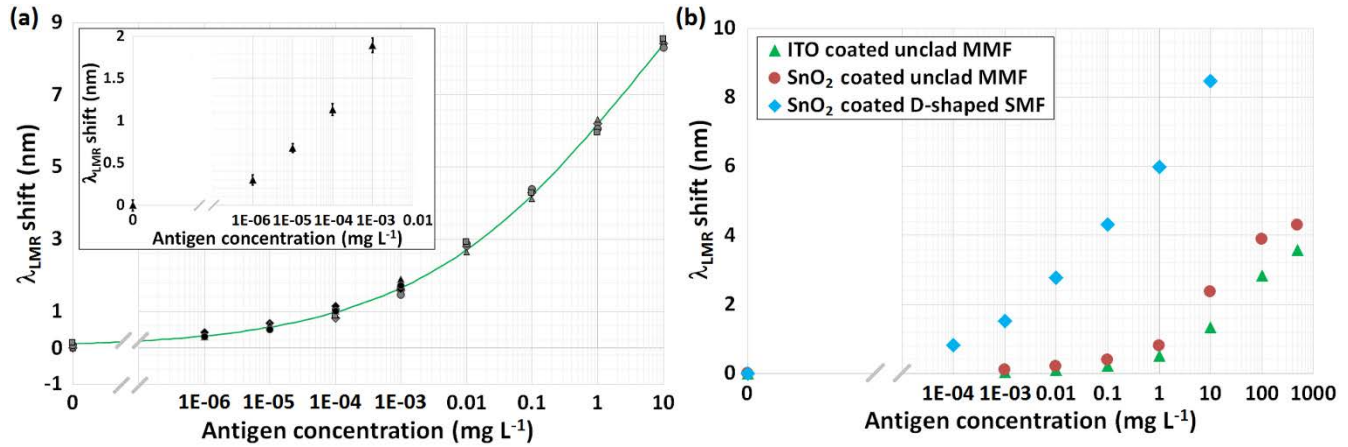 (a)
λLMR shift (nm)
9
7
5
3
1
0
-1
0
1E-06
1E-05
1E-04
1E-03
0.01
0.1
1
10
Antigen concentration (mg L⁻¹)
λLMR shift (nm)
2
1.5
1
0.5
0
0
1E-06
1E-05
1E-04
1E-03
0.01
Antigen concentration (mg L⁻¹)
(b)
ITO coated unclad MMF
SnO₂ coated unclad MMF
SnO₂ coated D-shaped SMF
λLMR shift (nm)
10
8
6
4
2
0
0
1E-04
1E-03
0.01
0.1
1
10
100
1000
Antigen concentration (mg L⁻¹)